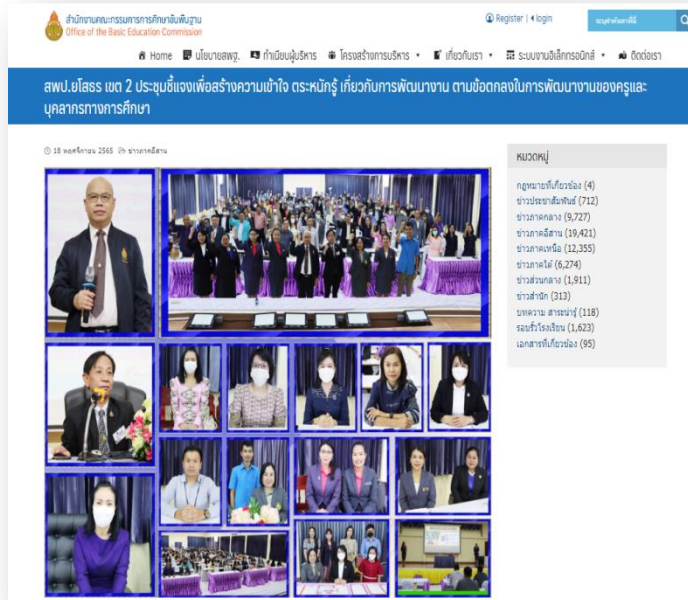 สำนักงานคณะกรรมการการศึกษาขั้นพื้นฐาน
Office of the Basic Education Commission
Register | login
ระบุคำค้นหาที่นี่
Home นโยบายสพฐ. ทำเนียบผู้บริหาร โครงสร้างการบริหาร เกี่ยวกับเรา ระบบงานอิเล็กทรอนิกส์ ติดต่อเรา
สพป.ยโสธร เขต 2 ประชุมชี้แจงเพื่อสร้างความเข้าใจ ตระหนักรู้ เกี่ยวกับการพัฒนางาน ตามข้อตกลงในการพัฒนางานของครูและ
บุคลากรทางการศึกษา
18 พฤศจิกายน 2565 ข่าวภาคอีสาน
หมวดหมู่
กฎหมายที่เกี่ยวข้อง (4)
ข่าวประชาสัมพันธ์ (712)
ข่าวภาคกลาง (9,727)
ข่าวภาคอีสาน (19,421)
ข่าวภาคเหนือ (12,355)
ข่าวภาคใต้ (6,274)
ข่าวส่วนกลาง (1,911)
ข่าวสำนัก (313)
บทความ สาระน่ารู้ (118)
รอบรั้วโรงเรียน (1,623)
เอกสารที่เกี่ยวข้อง (95)